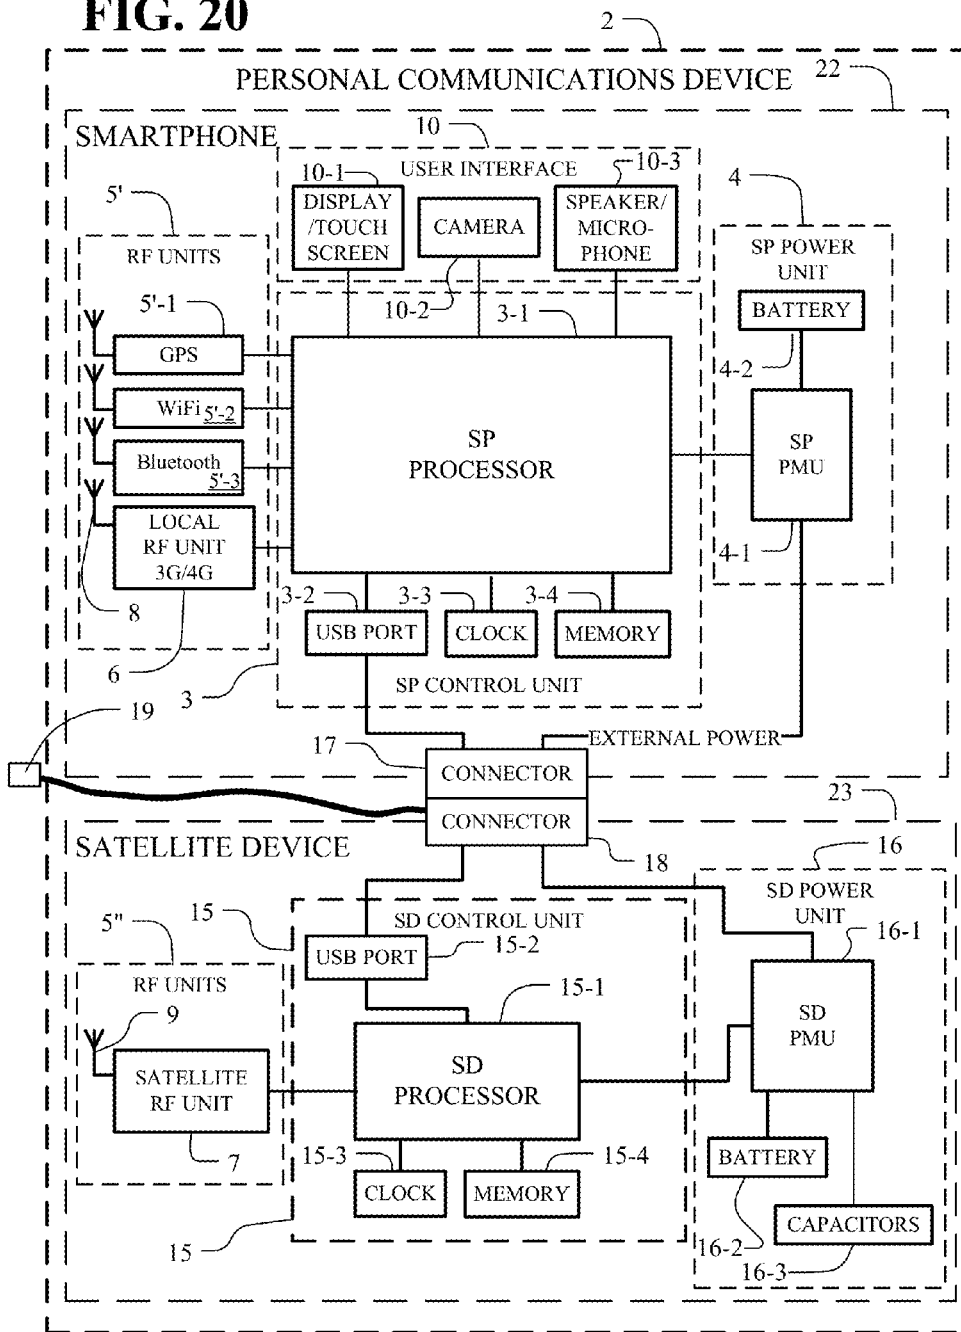 FIG. 20
2
PERSONAL COMMUNICATIONS DEVICE
22
SMARTPHONE
10
USER INTERFACE
10-1
10-3
DISPLAY
/TOUCH
SCREEN
CAMERA
SPEAKER/
MICRO-
PHONE
10-2
4
SP POWER
UNIT
BATTERY
4-2
SP
PMU
4-1
5'
RF UNITS
5'-1
GPS
WiFi 5'-2
Bluetooth
5'-3
LOCAL
RF UNIT
3G/4G
8
6
3-1
SP
PROCESSOR
3-2
3-3
3-4
USB PORT
CLOCK
MEMORY
3
SP CONTROL UNIT
19
17
EXTERNAL POWER
CONNECTOR
CONNECTOR
18
23
SATELLITE DEVICE
16
SD POWER
UNIT
16-1
15
SD CONTROL UNIT
USB PORT
15-2
5"
RF UNITS
9
SATELLITE
RF UNIT
7
15-1
SD
PROCESSOR
SD
PMU
15-3
15-4
CLOCK
MEMORY
15
BATTERY
CAPACITORS
16-2
16-3